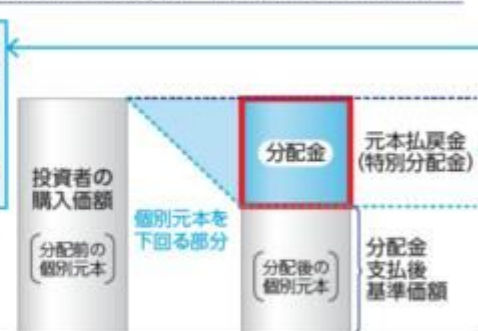 投資者の
購入価額
分配前の
個別元本
個別元本を
下回る部分
分配金
分配後の
個別元本
元本払戻金
(特別分配金)
分配金
支払後
基準価額